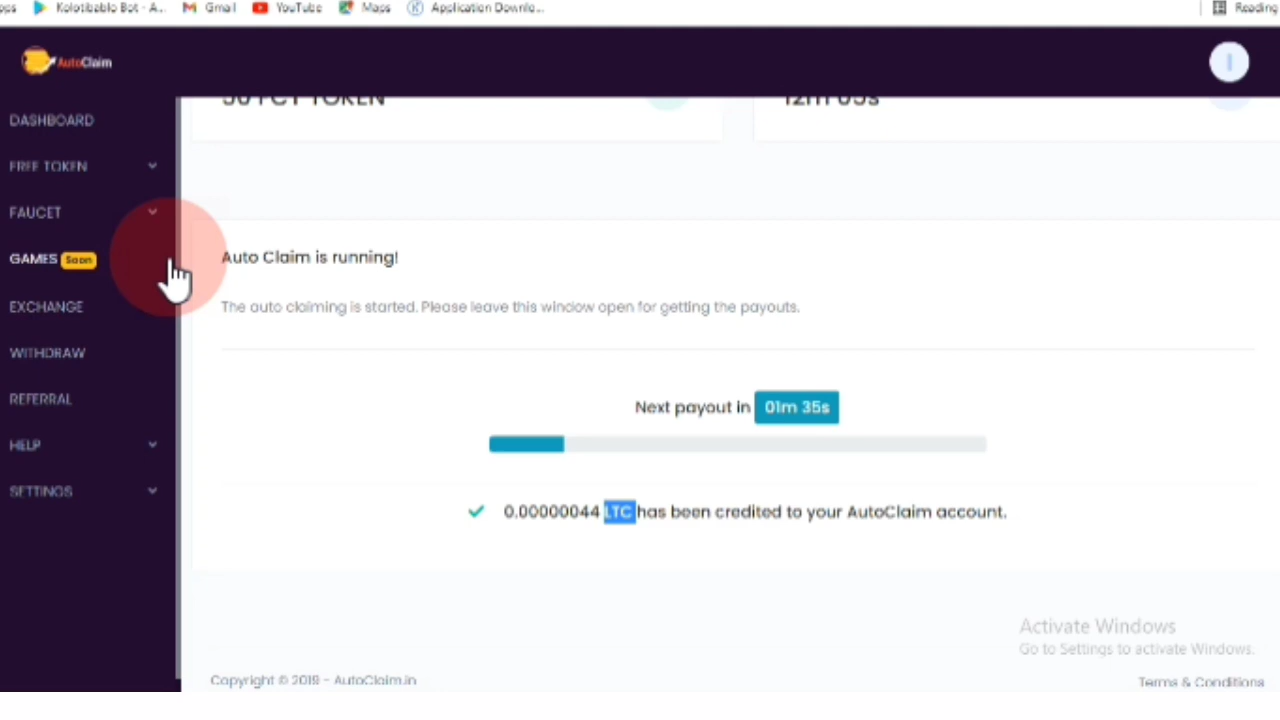 Kolotibablo Bot - A... Gmail YouTube Maps Application Downlo... Reading
AutoClaim
DASHBOARD
FREE TOKEN
FAUCET
GAMES Soon
EXCHANGE
WITHDRAW
REFERRAL
HELP
SETTINGS
50 FCT TOKEN
12m 05s
Auto Claim is running!
The auto claiming is started. Please leave this window open for getting the payouts.
Next payout in 01m 35s
0.00000044 LTC has been credited to your AutoClaim account.
Activate Windows
Go to Settings to activate Windows.
Copyright © 2019 - AutoClaim.in
Terms & Conditions